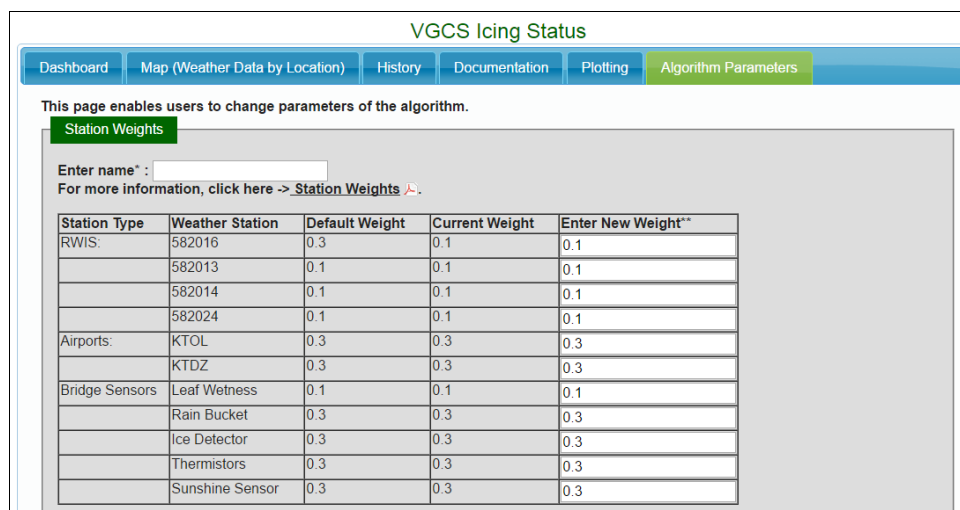 VGCS Icing Status
Dashboard Map (Weather Data by Location) History Documentation Plotting Algorithm Parameters
This page enables users to change parameters of the algorithm.
Station Weights
Enter name* :
For more information, click here -> Station Weights .
Station Type Weather Station Default Weight Current Weight Enter New Weight**
RWIS: 582016 0.3 0.1 0.1
582013 0.1 0.1 0.1
582014 0.1 0.1 0.1
582024 0.1 0.1 0.1
Airports: KTOL 0.3 0.3 0.3
KTDZ 0.3 0.3 0.3
Bridge Sensors Leaf Wetness 0.1 0.1 0.1
Rain Bucket 0.3 0.3 0.3
Ice Detector 0.3 0.3 0.3
Thermistors 0.3 0.3 0.3
Sunshine Sensor 0.3 0.3 0.3